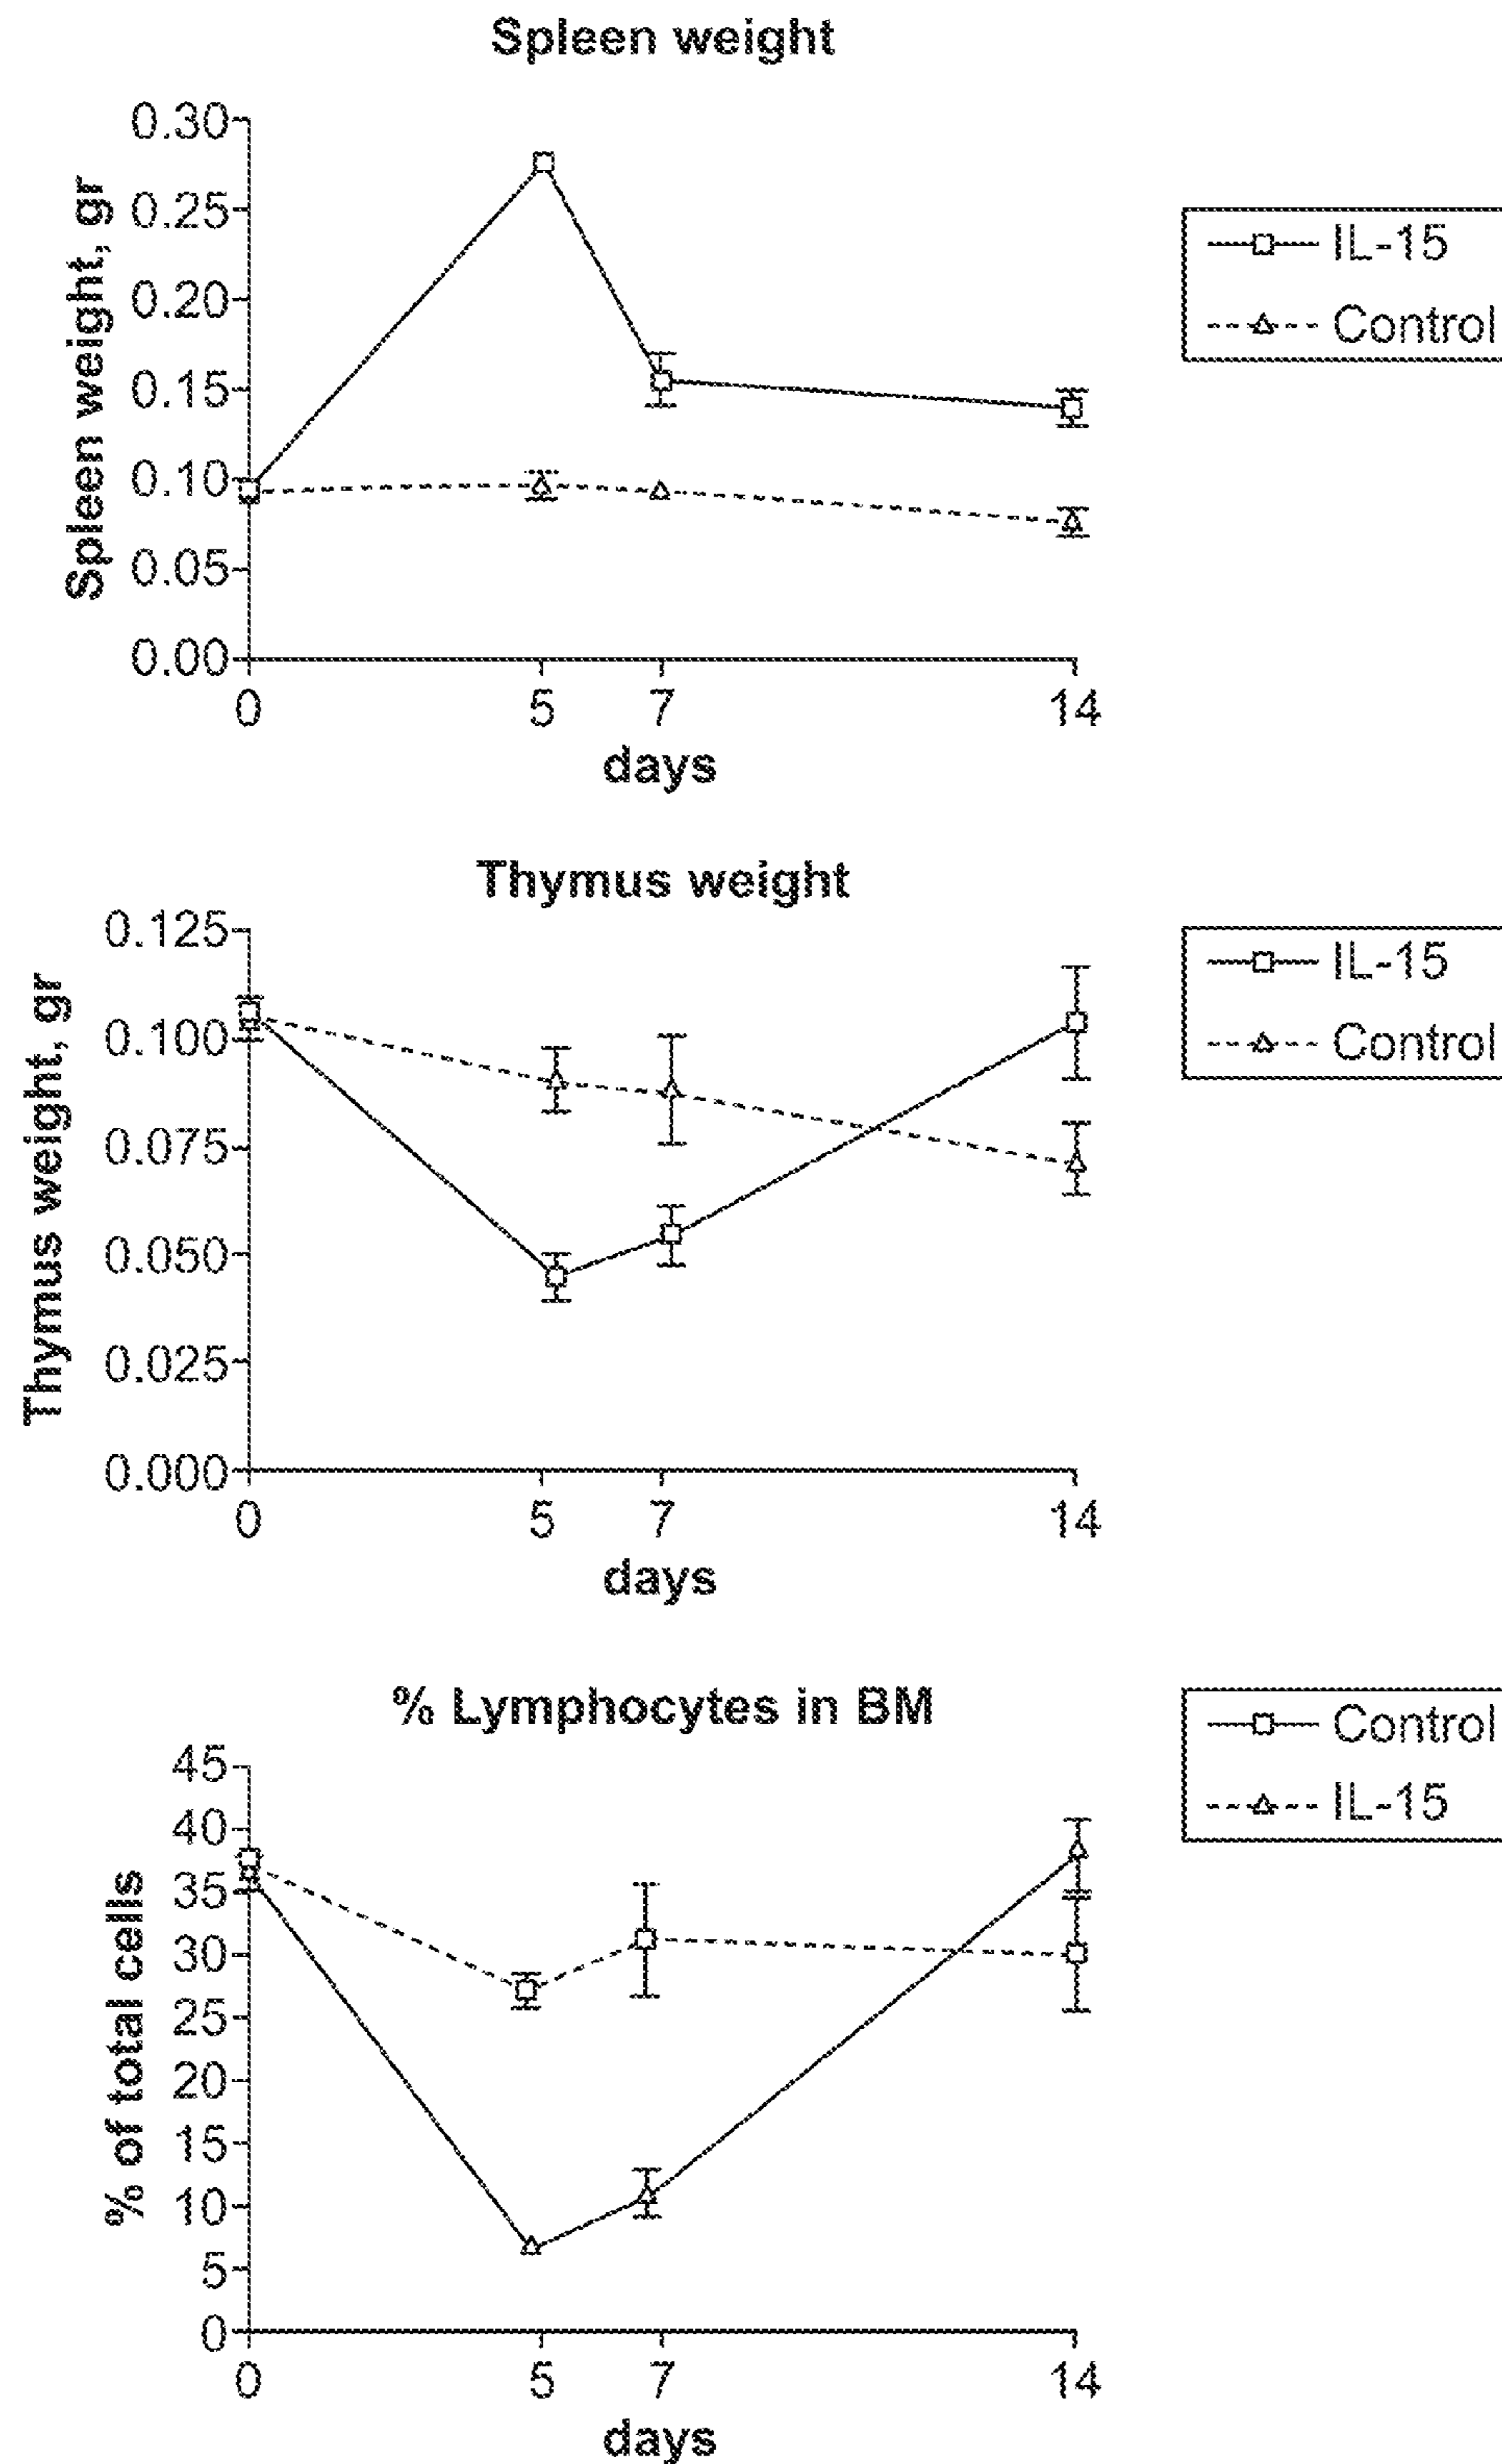 Spleen weight
Spleen weight, gr
0.30
0.25
0.20
0.15
0.10
0.05
0.00
0 5 7 14
days
IL-15
Control
Thymus weight
Thymus weight, gr
0.125
0.100
0.075
0.050
0.025
0.000
0 5 7 14
days
IL-15
Control
% Lymphocytes in BM
% of total cells
45
40
35
30
25
20
15
10
5
0
0 5 7 14
days
Control
IL-15